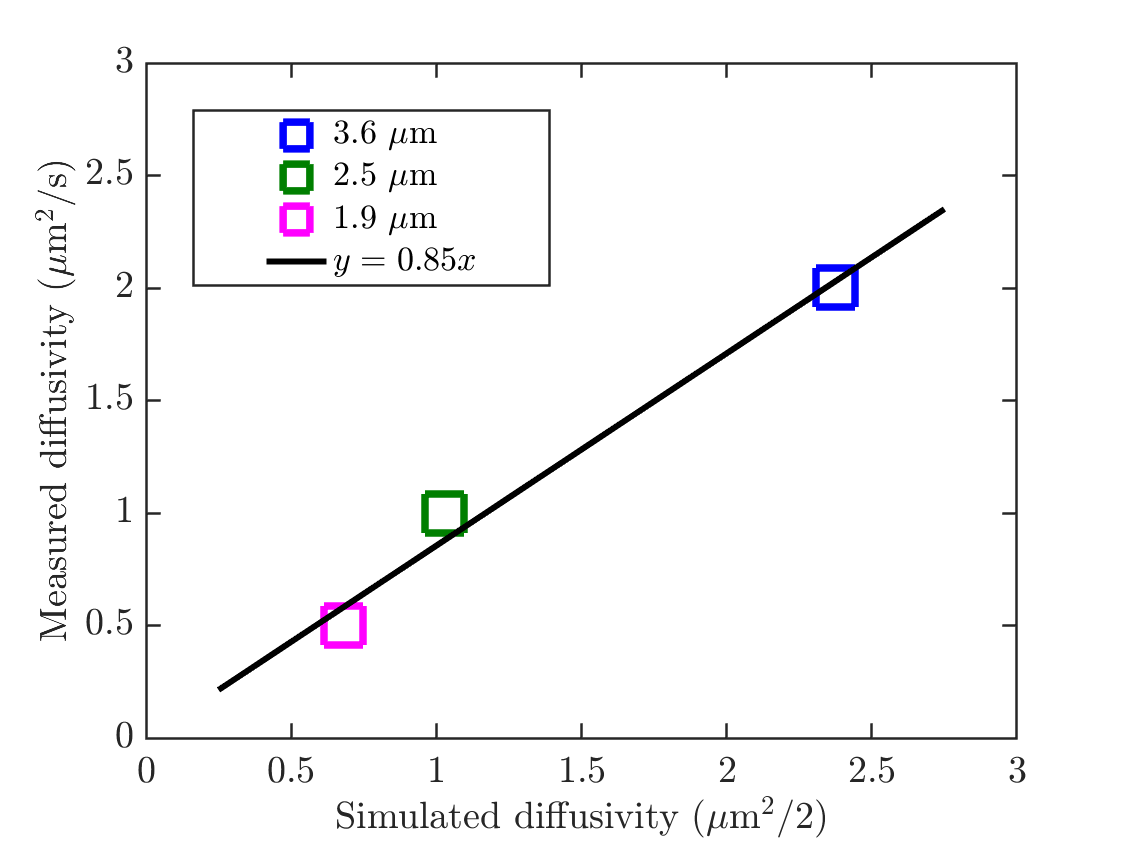 3
2.5
2
1.5
1
0.5
0
Measured diffusivity (μm²/s)
3.6 μm
2.5 μm
1.9 μm
y = 0.85x
0 0.5 1 1.5 2 2.5 3
Simulated diffusivity (μm²/2)